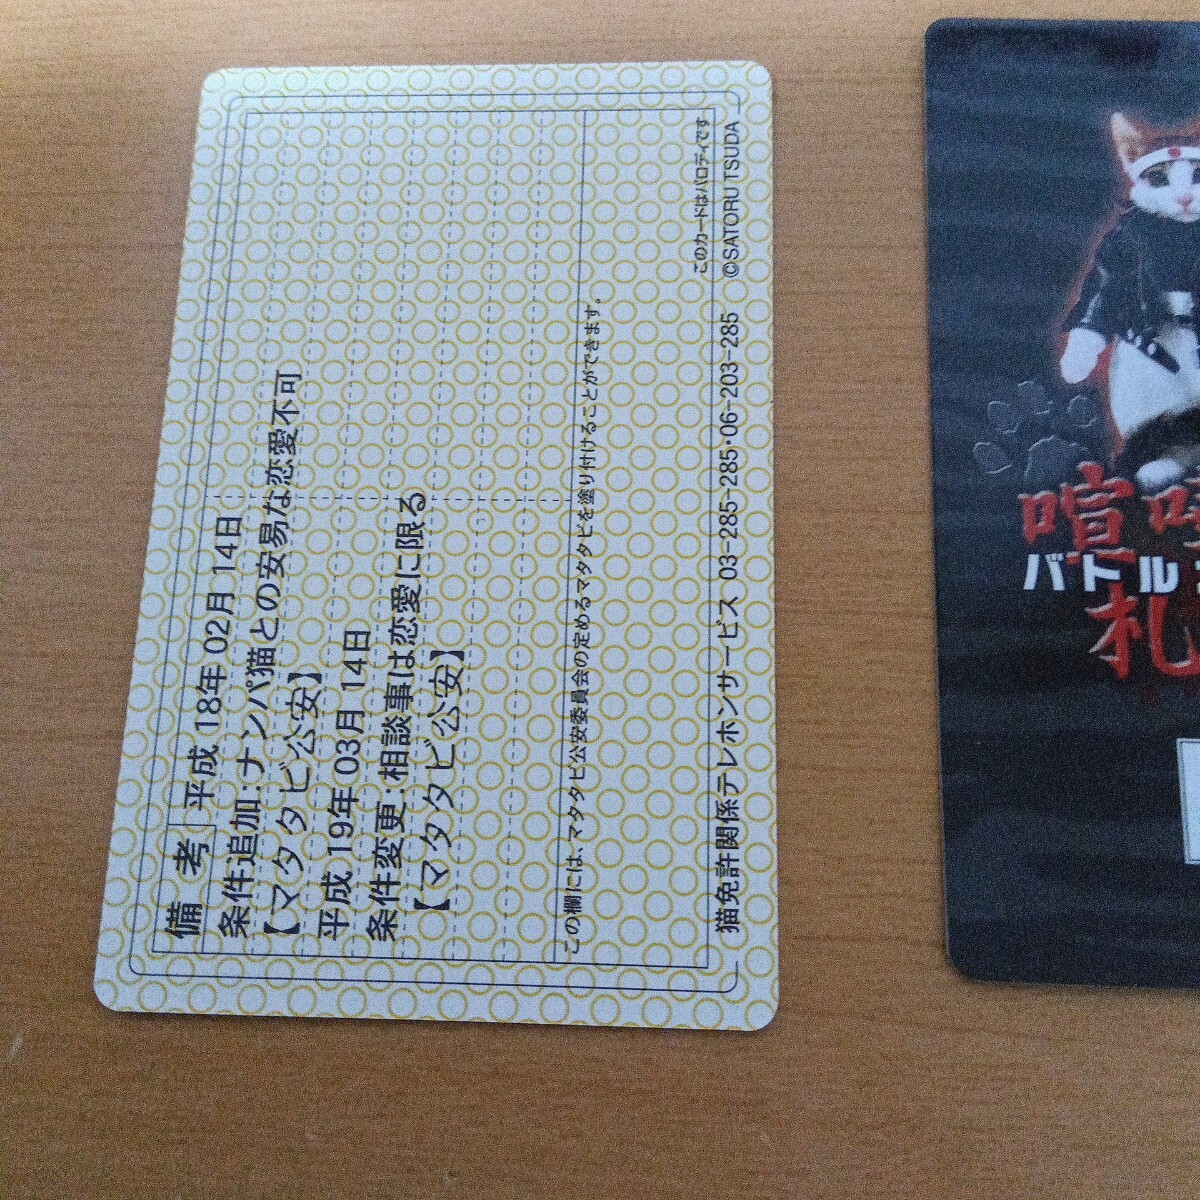 備考
平成 18年 02月 14日
条件追加：ナンパ猫との安易な恋愛不可
【マタタビ公安】
平成 19年 03月 14日
条件変更：相談事は恋愛に限る
【マタタビ公安】
この欄には、マタタビ公安委員会の定めるマタタビを塗り付けることができます。
このカードはパロディです
猫免許関係テレホンサービス 03-285-285・06-203-285 ©SATORU TSUDA
喧
バトル
札